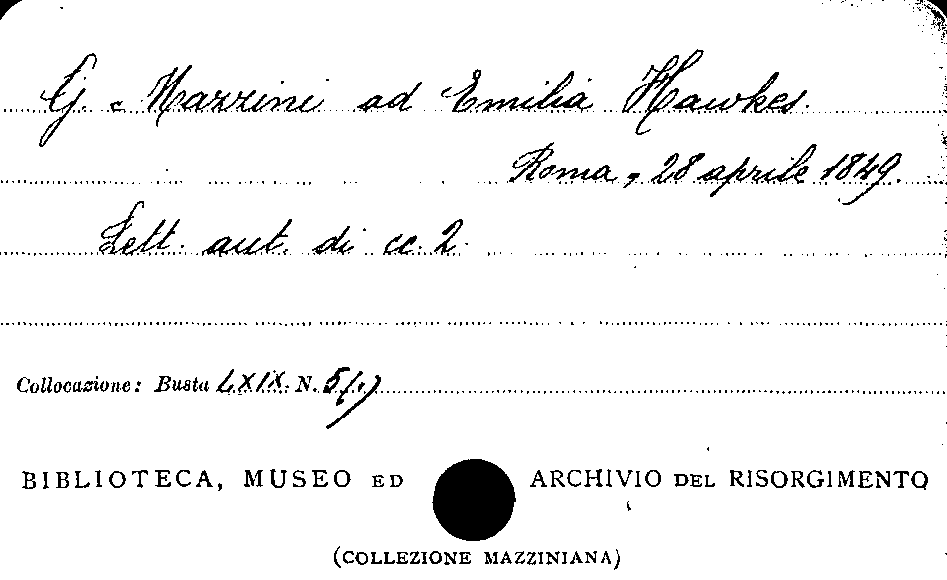 G. Mazzini ad Emilia Hawkes.
Roma, 28 aprile 1849.
Lett. aut. di cc. 2.
Collocazione: Busta LXIX. N. 5/(1)
BIBLIOTECA, MUSEO ED ARCHIVIO DEL RISORGIMENTO
(COLLEZIONE MAZZINIANA)